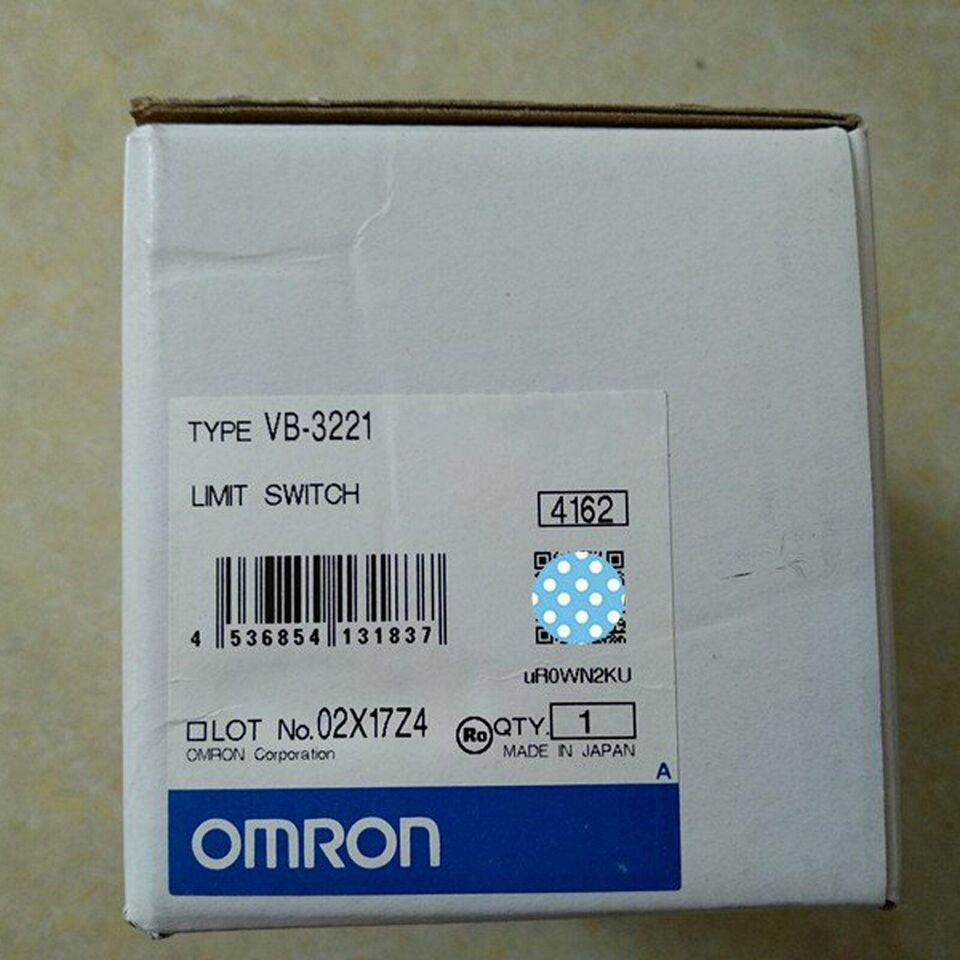 TYPE VB-3221
LIMIT SWITCH
4162
4 536854 131837
uR0WN2KU
□LOT No.02X17Z4
Ro QTY. 1
OMRON Corporation
MADE IN JAPAN
A
OMRON